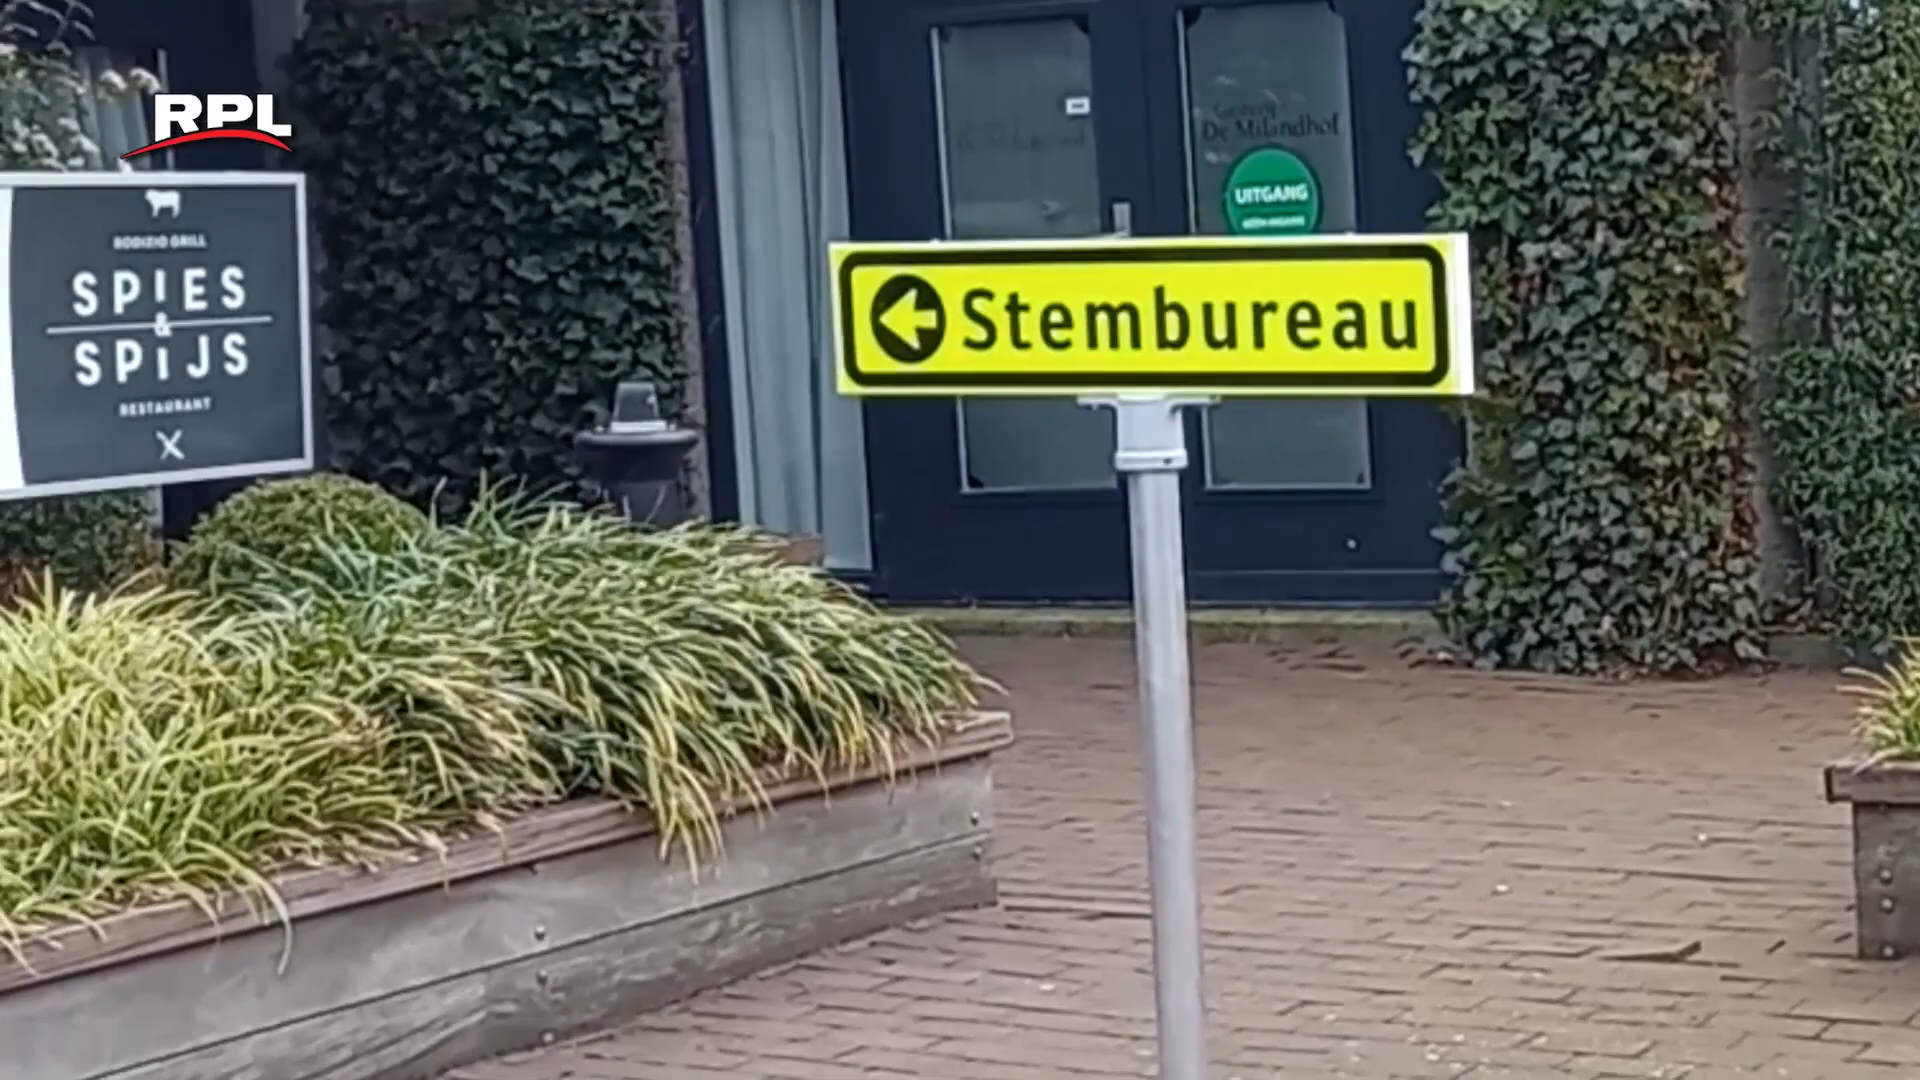 RPL
RODIZIO GRILL
SPIES
&
SPIJS
RESTAURANT
De Milandhof
UITGANG
Stembureau